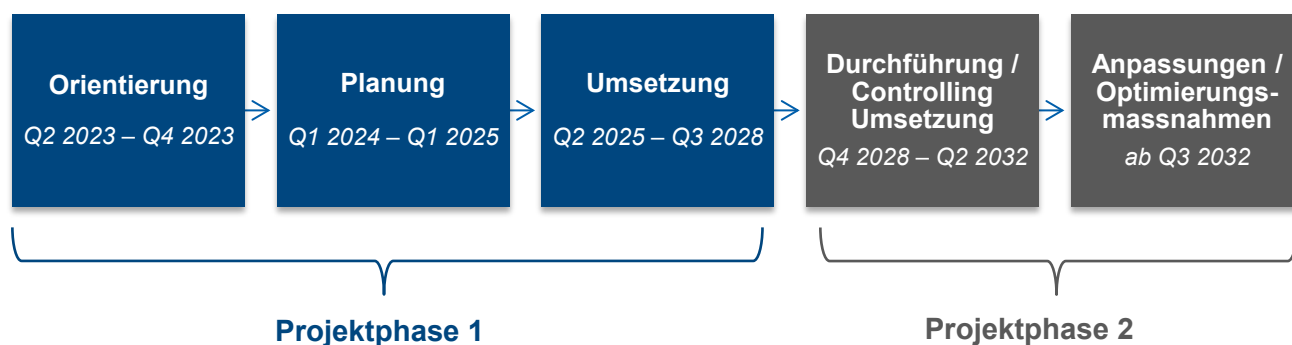 Orientierung
Q2 2023 – Q4 2023
Planung
Q1 2024 – Q1 2025
Umsetzung
Q2 2025 – Q3 2028
Durchführung /
Controlling
Umsetzung
Q4 2028 – Q2 2032
Anpassungen /
Optimierungs-
massnahmen
ab Q3 2032
Projektphase 1
Projektphase 2